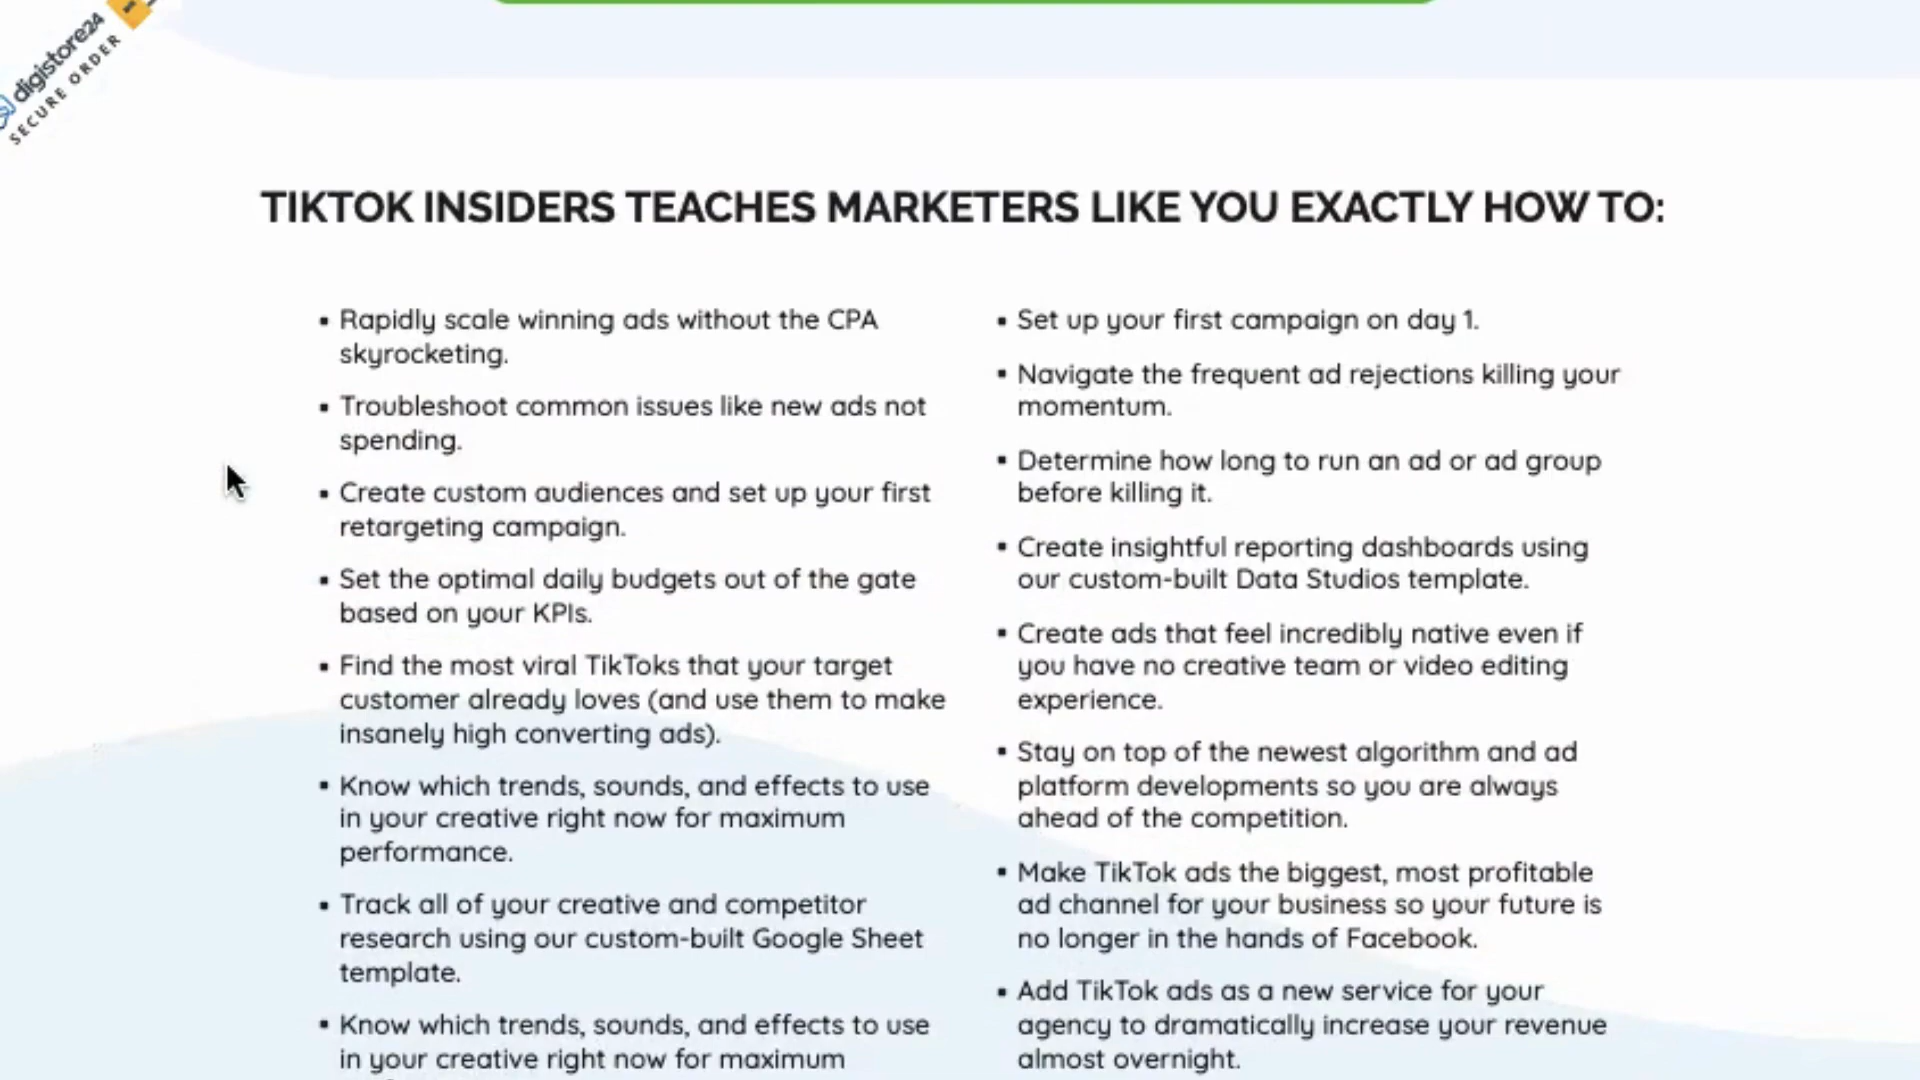 digistore24
SECURE ORDER
TIKTOK INSIDERS TEACHES MARKETERS LIKE YOU EXACTLY HOW TO:
▪ Rapidly scale winning ads without the CPA
skyrocketing.
▪ Troubleshoot common issues like new ads not
spending.
▪ Create custom audiences and set up your first
retargeting campaign.
▪ Set the optimal daily budgets out of the gate
based on your KPIs.
▪ Find the most viral TikToks that your target
customer already loves (and use them to make
insanely high converting ads).
▪ Know which trends, sounds, and effects to use
in your creative right now for maximum
performance.
▪ Track all of your creative and competitor
research using our custom-built Google Sheet
template.
▪ Know which trends, sounds, and effects to use
in your creative right now for maximum
▪ Set up your first campaign on day 1.
▪ Navigate the frequent ad rejections killing your
momentum.
▪ Determine how long to run an ad or ad group
before killing it.
▪ Create insightful reporting dashboards using
our custom-built Data Studios template.
▪ Create ads that feel incredibly native even if
you have no creative team or video editing
experience.
▪ Stay on top of the newest algorithm and ad
platform developments so you are always
ahead of the competition.
▪ Make TikTok ads the biggest, most profitable
ad channel for your business so your future is
no longer in the hands of Facebook.
▪ Add TikTok ads as a new service for your
agency to dramatically increase your revenue
almost overnight.